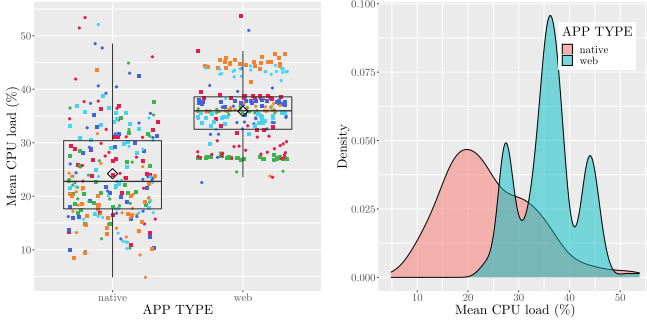 Mean CPU load (%)
50
40
30
20
10
native
web
APP TYPE
Density
0.100
0.075
0.050
0.025
0.000
APP TYPE
native
web
10
20
30
40
50
Mean CPU load (%)